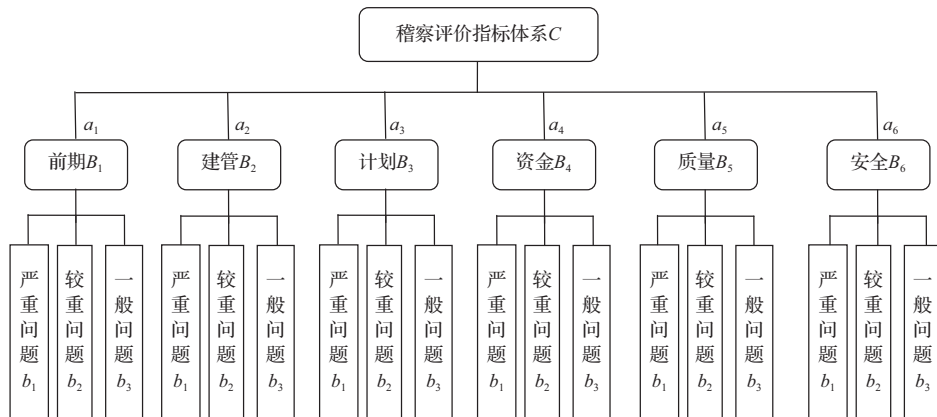 稽察评价指标体系C
a₁
a₂
a₃
a₄
a₅
a₆
前期B₁
建管B₂
计划B₃
资金B₄
质量B₅
安全B₆
严重问题b₁
较重问题b₂
一般问题b₃
严重问题b₁
较重问题b₂
一般问题b₃
严重问题b₁
较重问题b₂
一般问题b₃
严重问题b₁
较重问题b₂
一般问题b₃
严重问题b₁
较重问题b₂
一般问题b₃
严重问题b₁
较重问题b₂
一般问题b₃